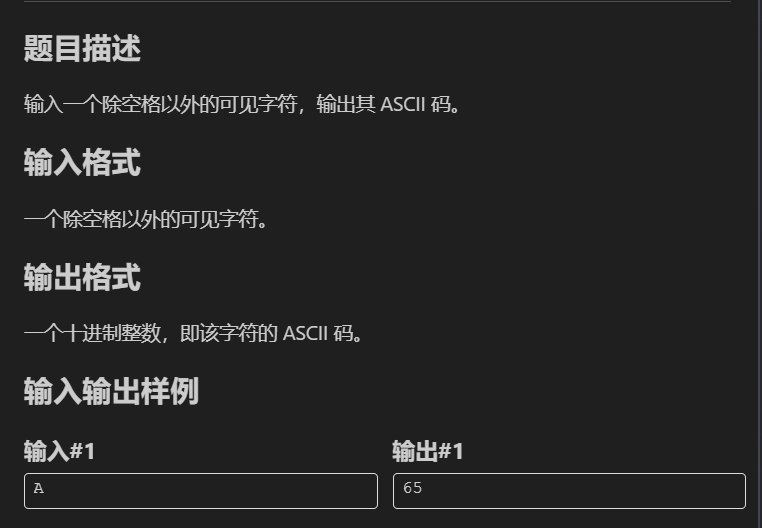 题目描述
输入一个除空格以外的可见字符，输出其 ASCII 码。
输入格式
一个除空格以外的可见字符。
输出格式
一个十进制整数，即该字符的 ASCII 码。
输入输出样例
输入#1
输出#1
A
65